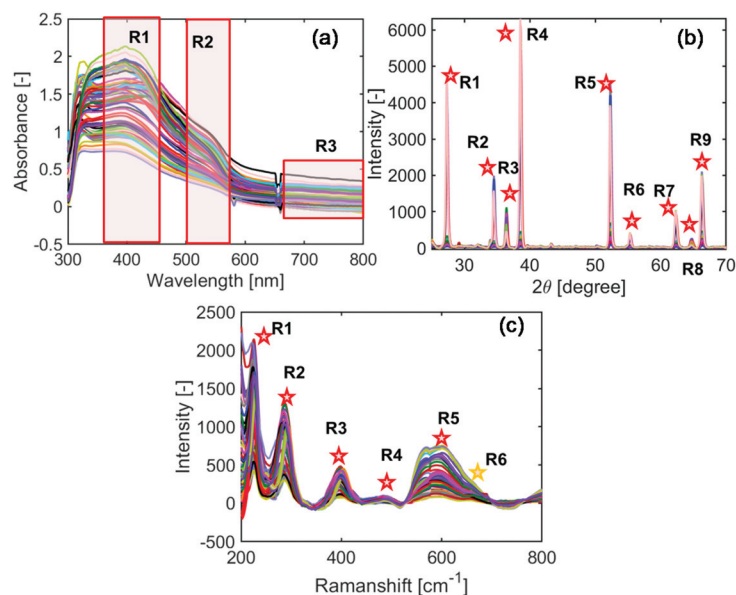 (a)
R1
R2
R3
2.5
2
1.5
1
0.5
0
-0.5
Absorbance [-]
300
400
500
600
700
800
Wavelength [nm]
(b)
R1
R2
R3
R4
R5
R6
R7
R8
R9
6000
5000
4000
3000
2000
1000
0
Intensity [-]
30
40
50
60
70
2θ [degree]
(c)
R1
R2
R3
R4
R5
R6
2500
2000
1500
1000
500
0
-500
Intensity [-]
200
400
600
800
Ramanshift [cm⁻¹]